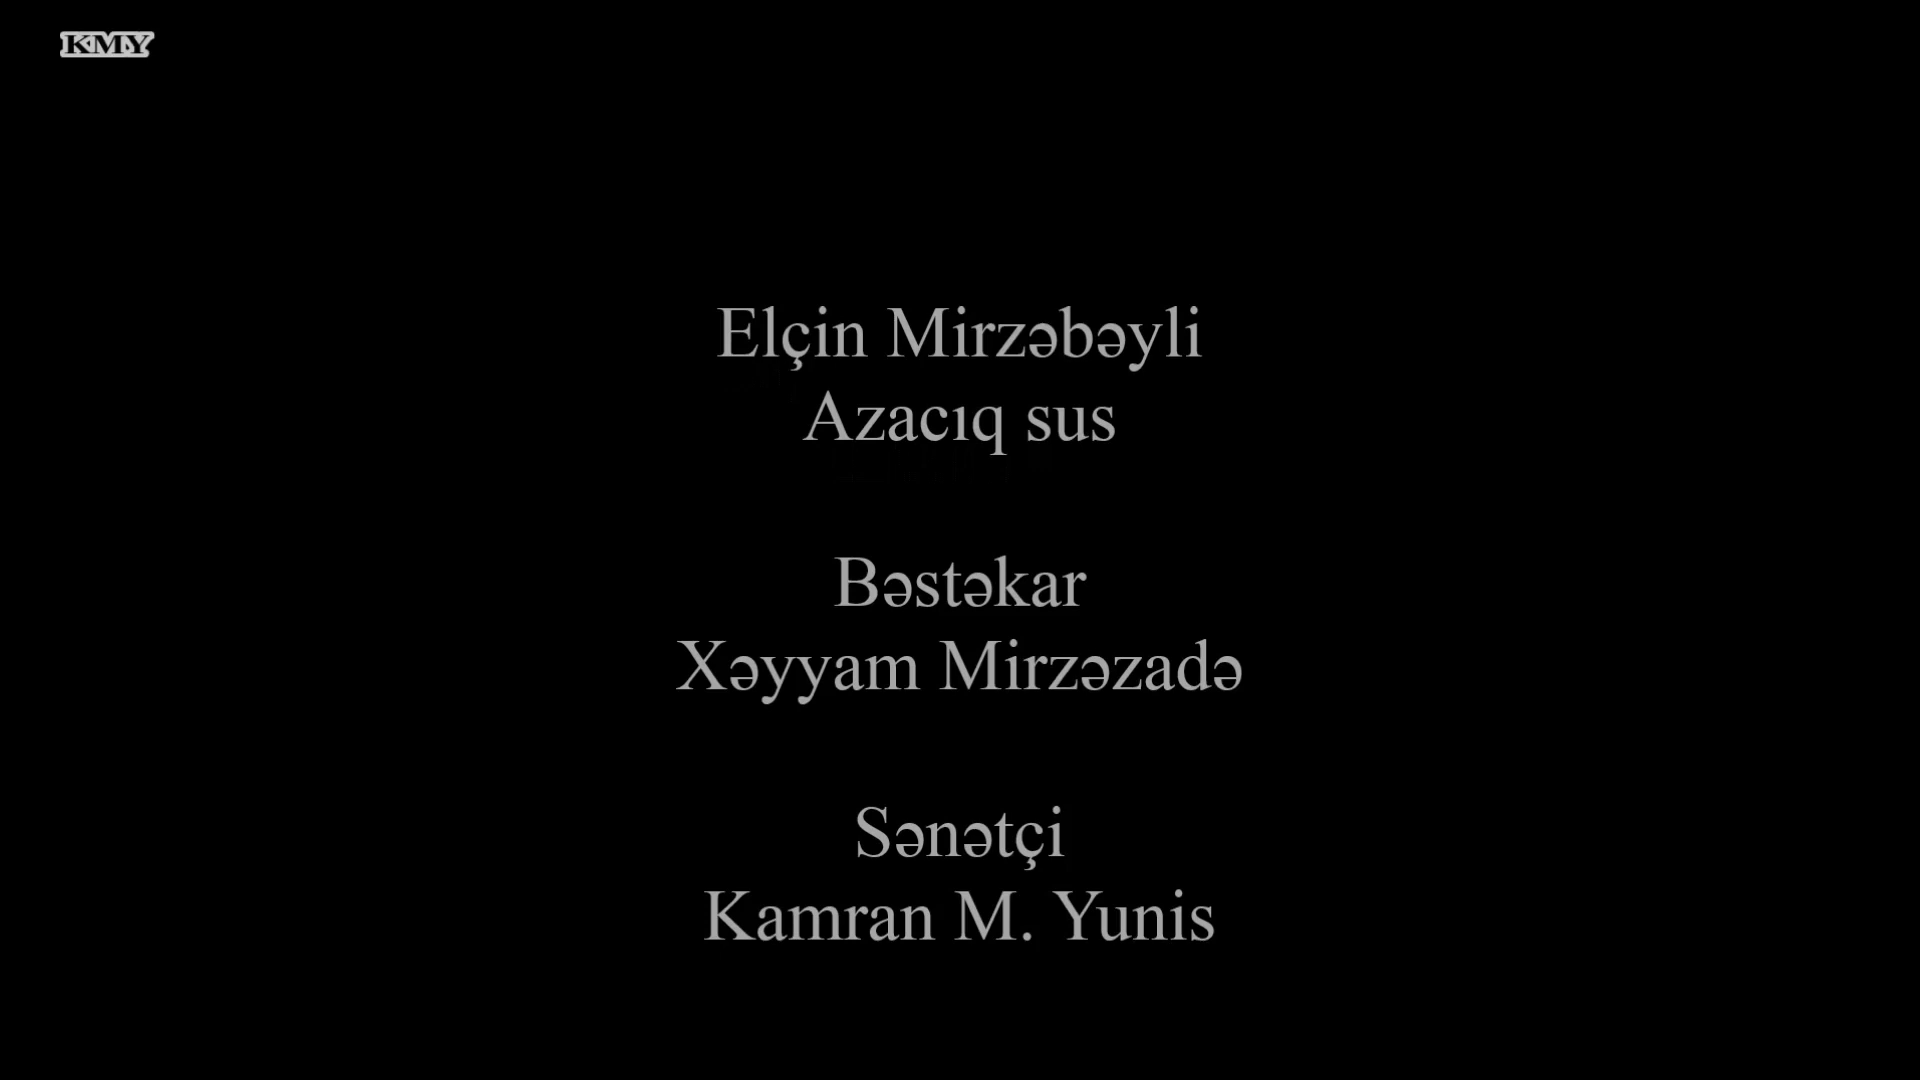 KMY
Elçin Mirzəbəyli
Azacıq sus
Bəstəkar
Xəyyam Mirzəzadə
Sənətçi
Kamran M. Yunis